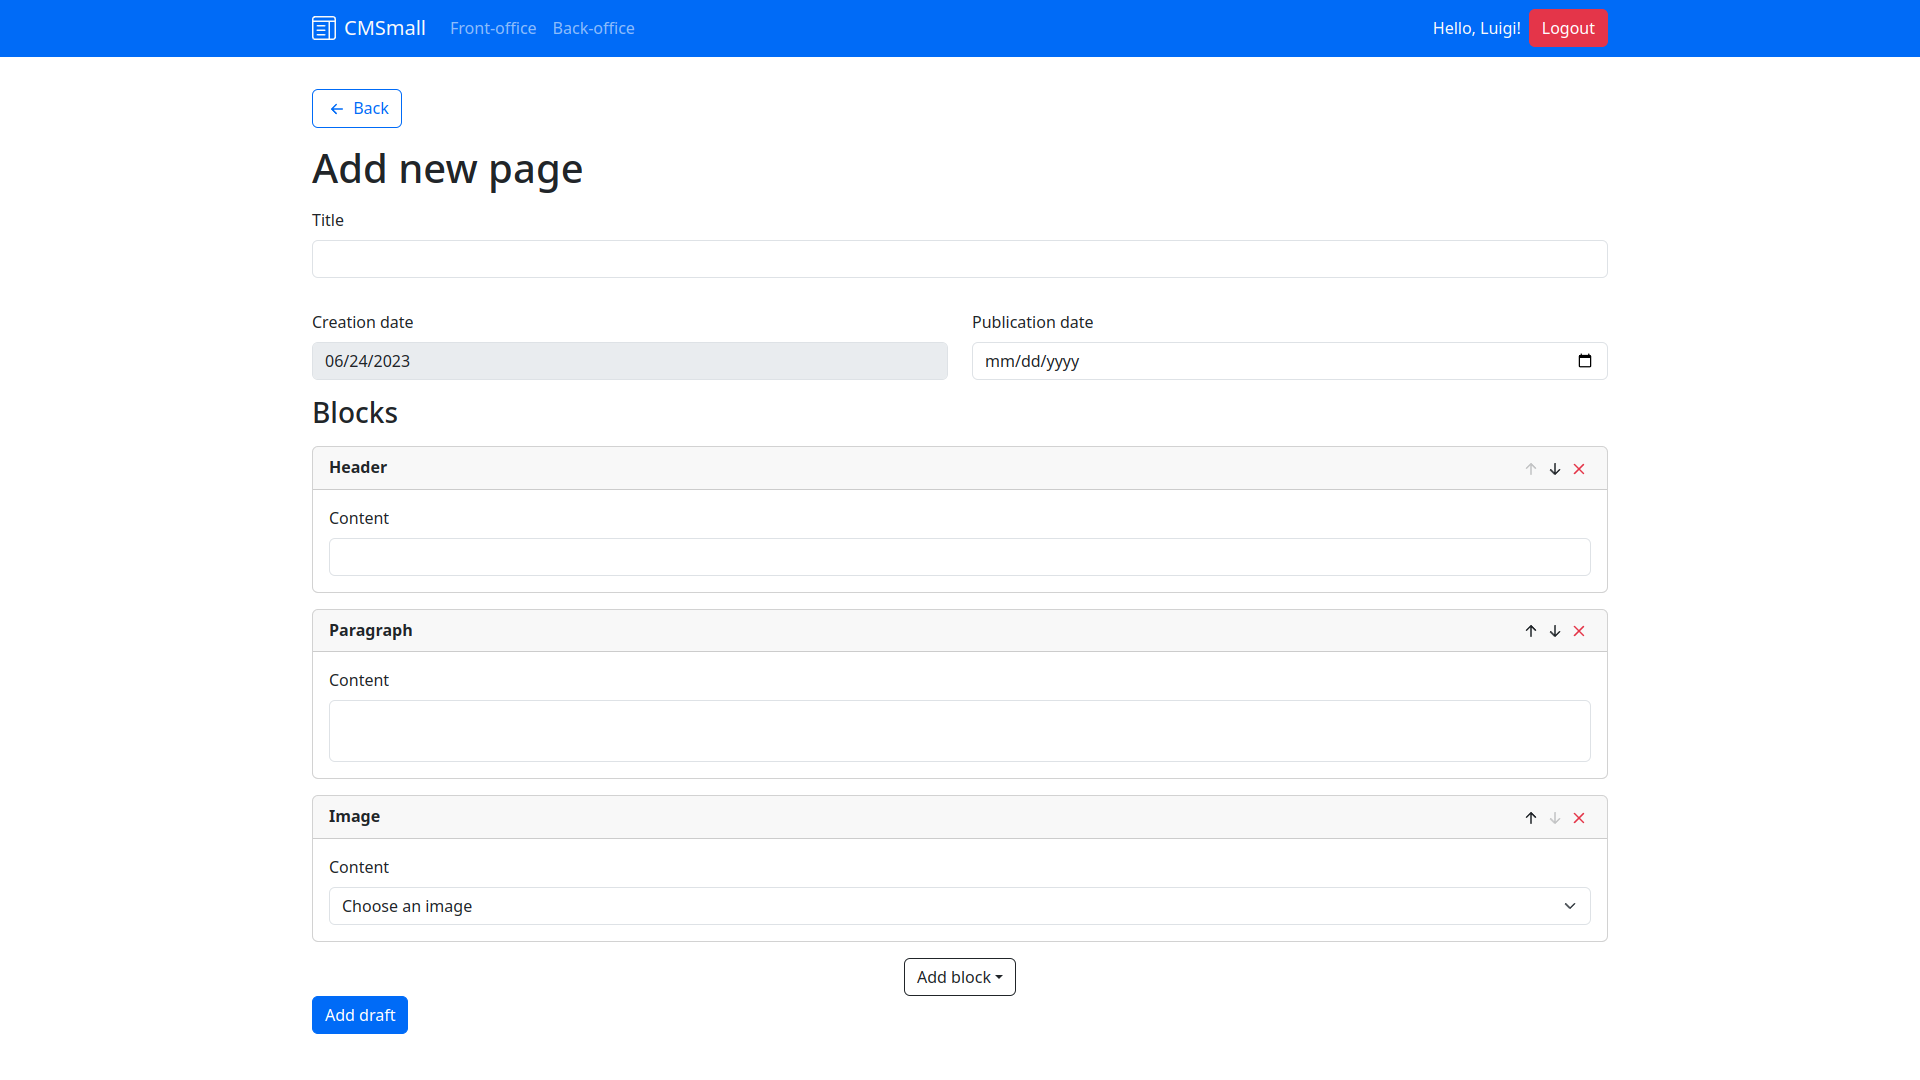 CMSmall Front-office Back-office Hello, Luigi! Logout
Back
Add new page
Title
Creation date Publication date
06/24/2023 mm/dd/yyyy
Blocks
Header
Content
Paragraph
Content
Image
Content
Choose an image
Add block
Add draft